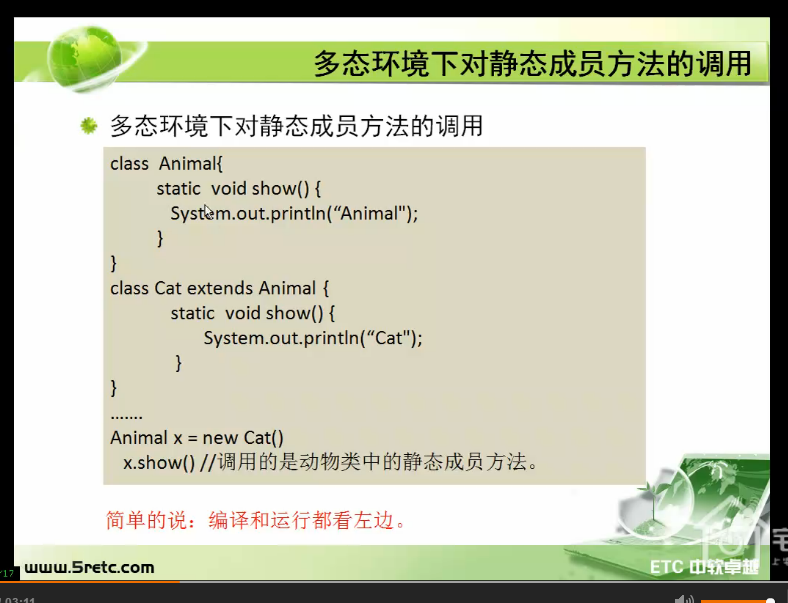 多态环境下对静态成员方法的调用
多态环境下对静态成员方法的调用
class  Animal{
static  void show() {
System.out.println(“Animal");
}
}
class Cat extends Animal {
static  void show() {
System.out.println(“Cat");
}
}
.......
Animal x = new Cat()
x.show() //调用的是动物类中的静态成员方法。
简单的说：编译和运行都看左边。
www.5retc.com
ETC 中软卓越
/17
/ 03:11